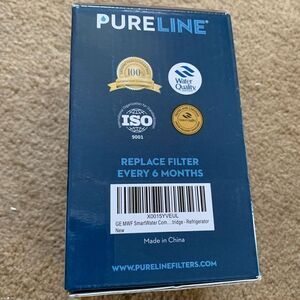 PURELINE
100%
Water
Quality
ISO
9001
REPLACE FILTER
EVERY 6 MONTHS
X001SYVEUL
GE MWF SmartWater Com... tridge - Refrigerator
New
Made in China
WWW.PURELINEFILTERS.COM